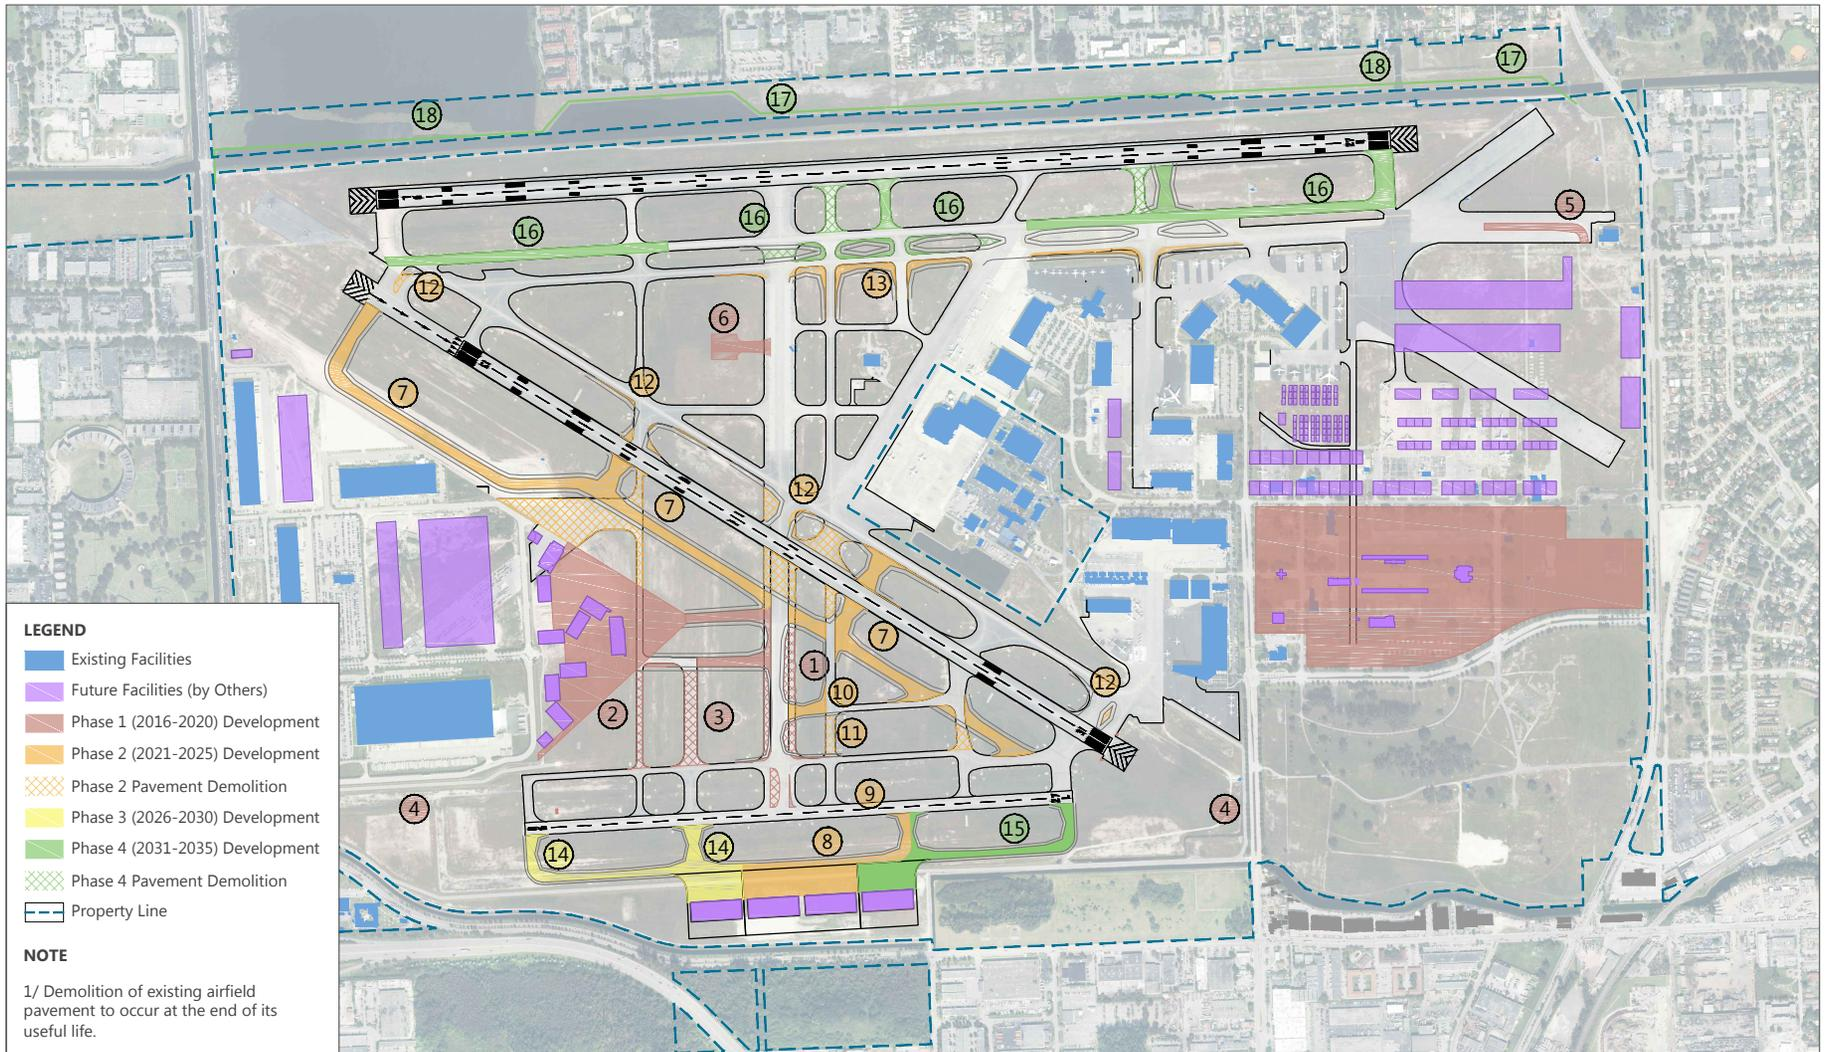 18
17
18
17
16
16
16
16
5
12
13
6
12
7
12
7
7
1
12
10
2
3
11
4
9
4
14
14
8
15
LEGEND
Existing Facilities
Future Facilities (by Others)
Phase 1 (2016-2020) Development
Phase 2 (2021-2025) Development
Phase 2 Pavement Demolition
Phase 3 (2026-2030) Development
Phase 4 (2031-2035) Development
Phase 4 Pavement Demolition
Property Line
NOTE
1/ Demolition of existing airfield
pavement to occur at the end of its
useful life.